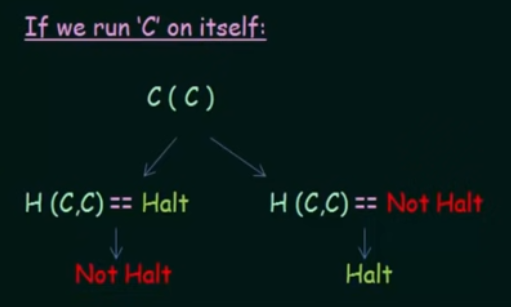 If we run 'C' on itself:
C ( C )
H (C,C) == Halt
H (C,C) == Not Halt
Not Halt
Halt